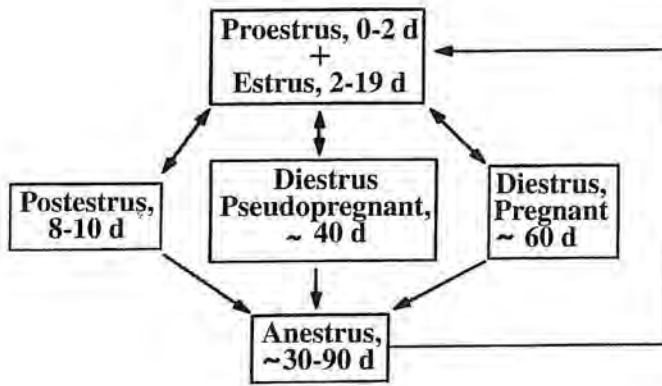 Proestrus, 0-2 d
+
Estrus, 2-19 d
Postestrus,
8-10 d
Diestrus
Pseudopregnant,
~ 40 d
Diestrus,
Pregnant
~ 60 d
Anestrus,
~30-90 d